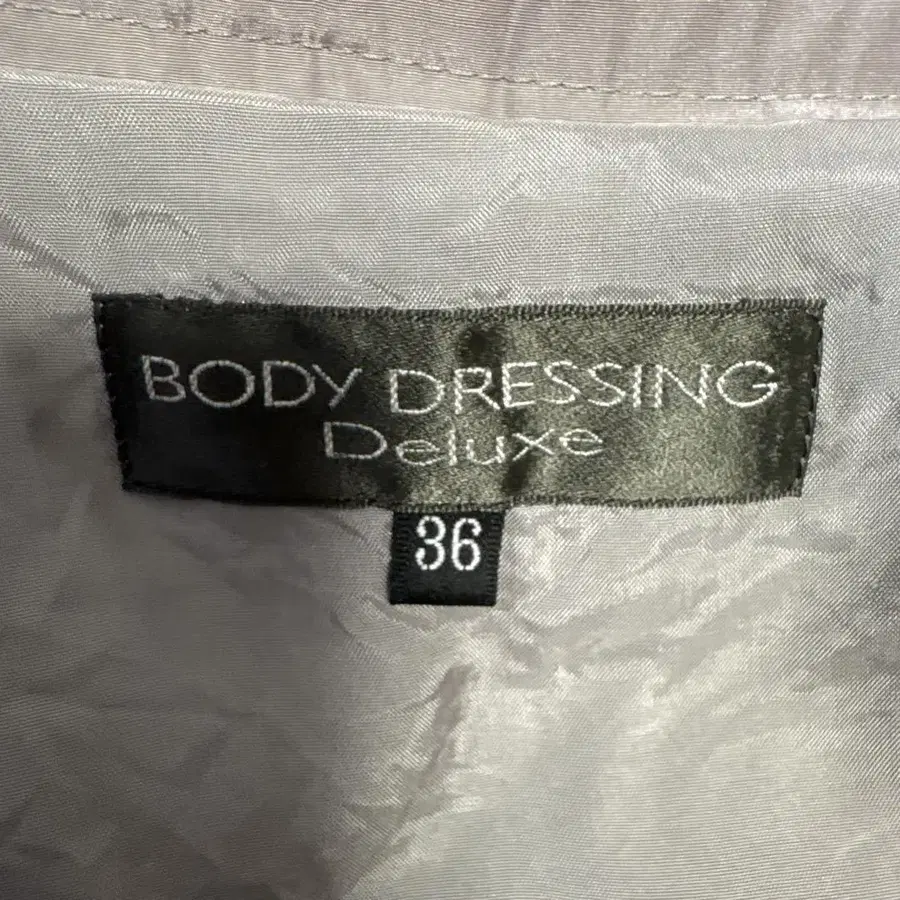 BODY DRESSING
Deluxe
36